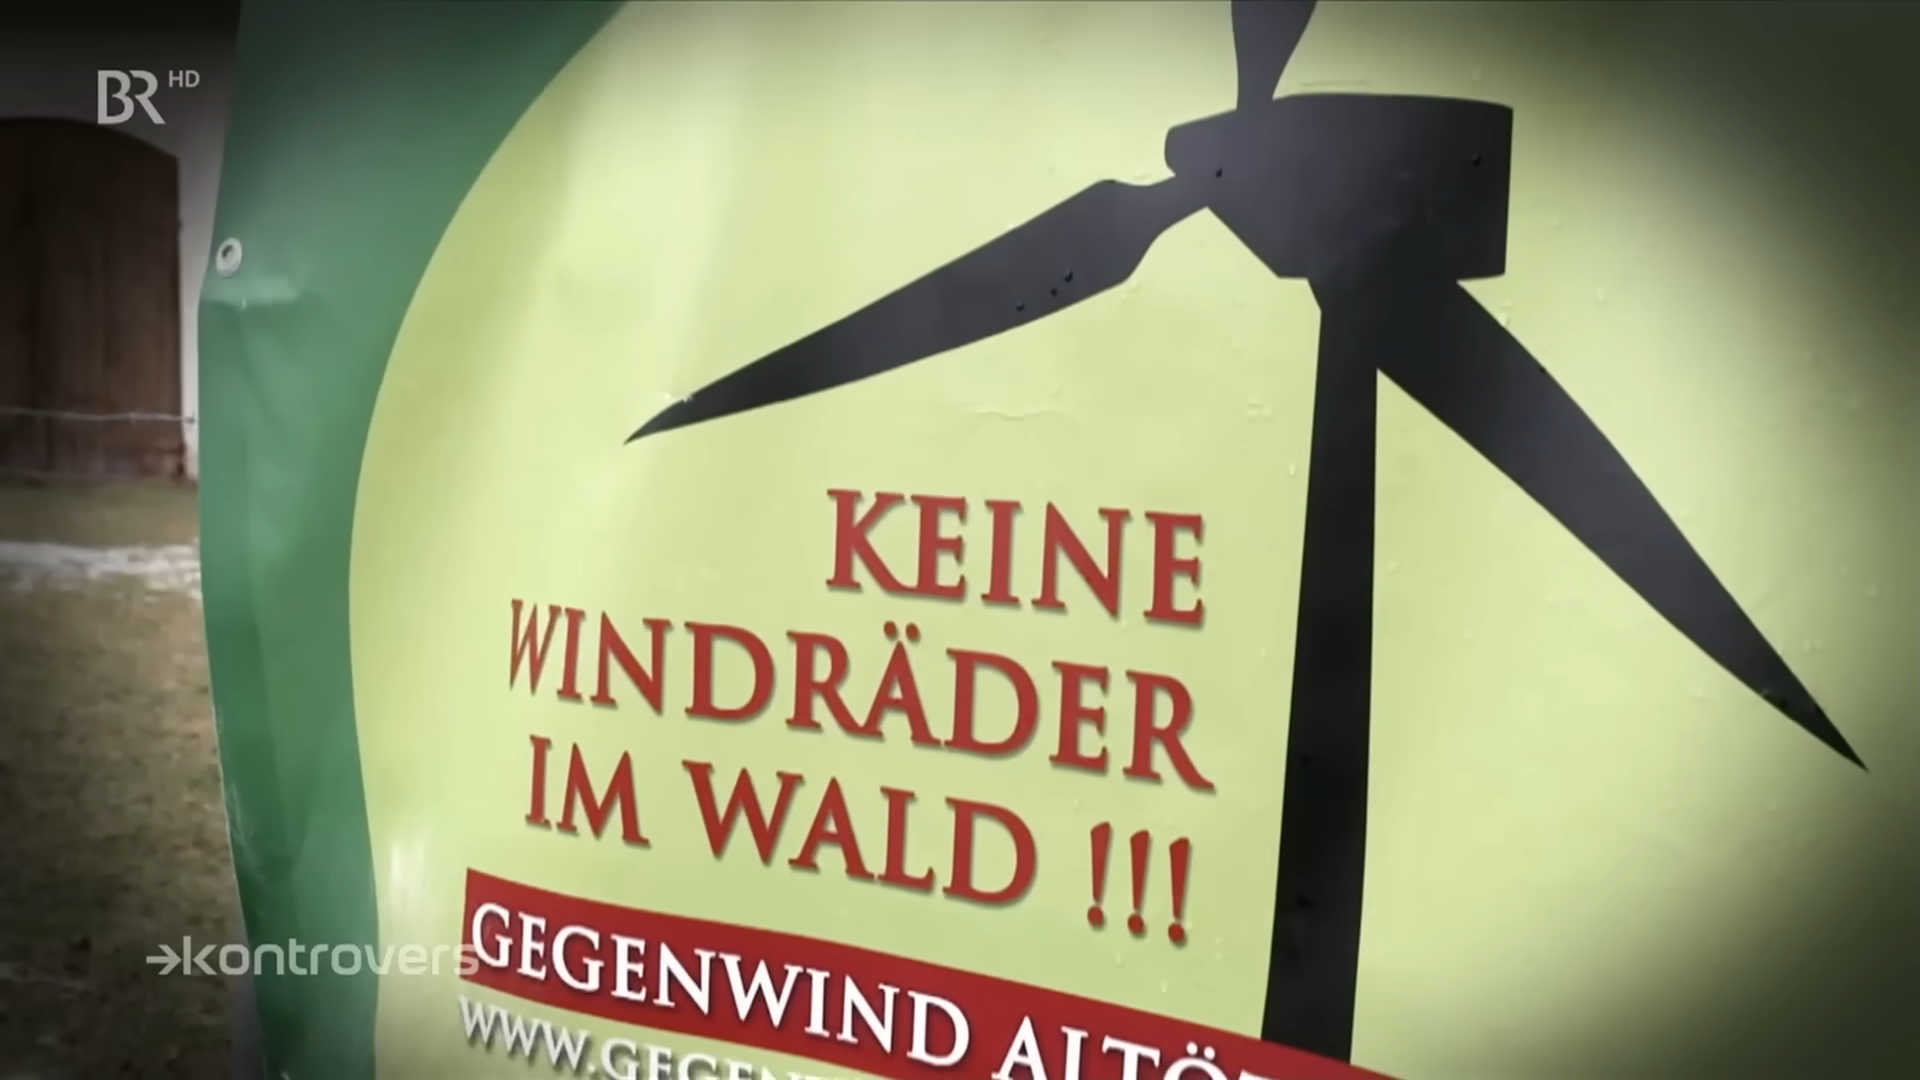 BR HD
KEINE
WINDRÄDER
IM WALD !!!
GEGENWIND
kontrovers